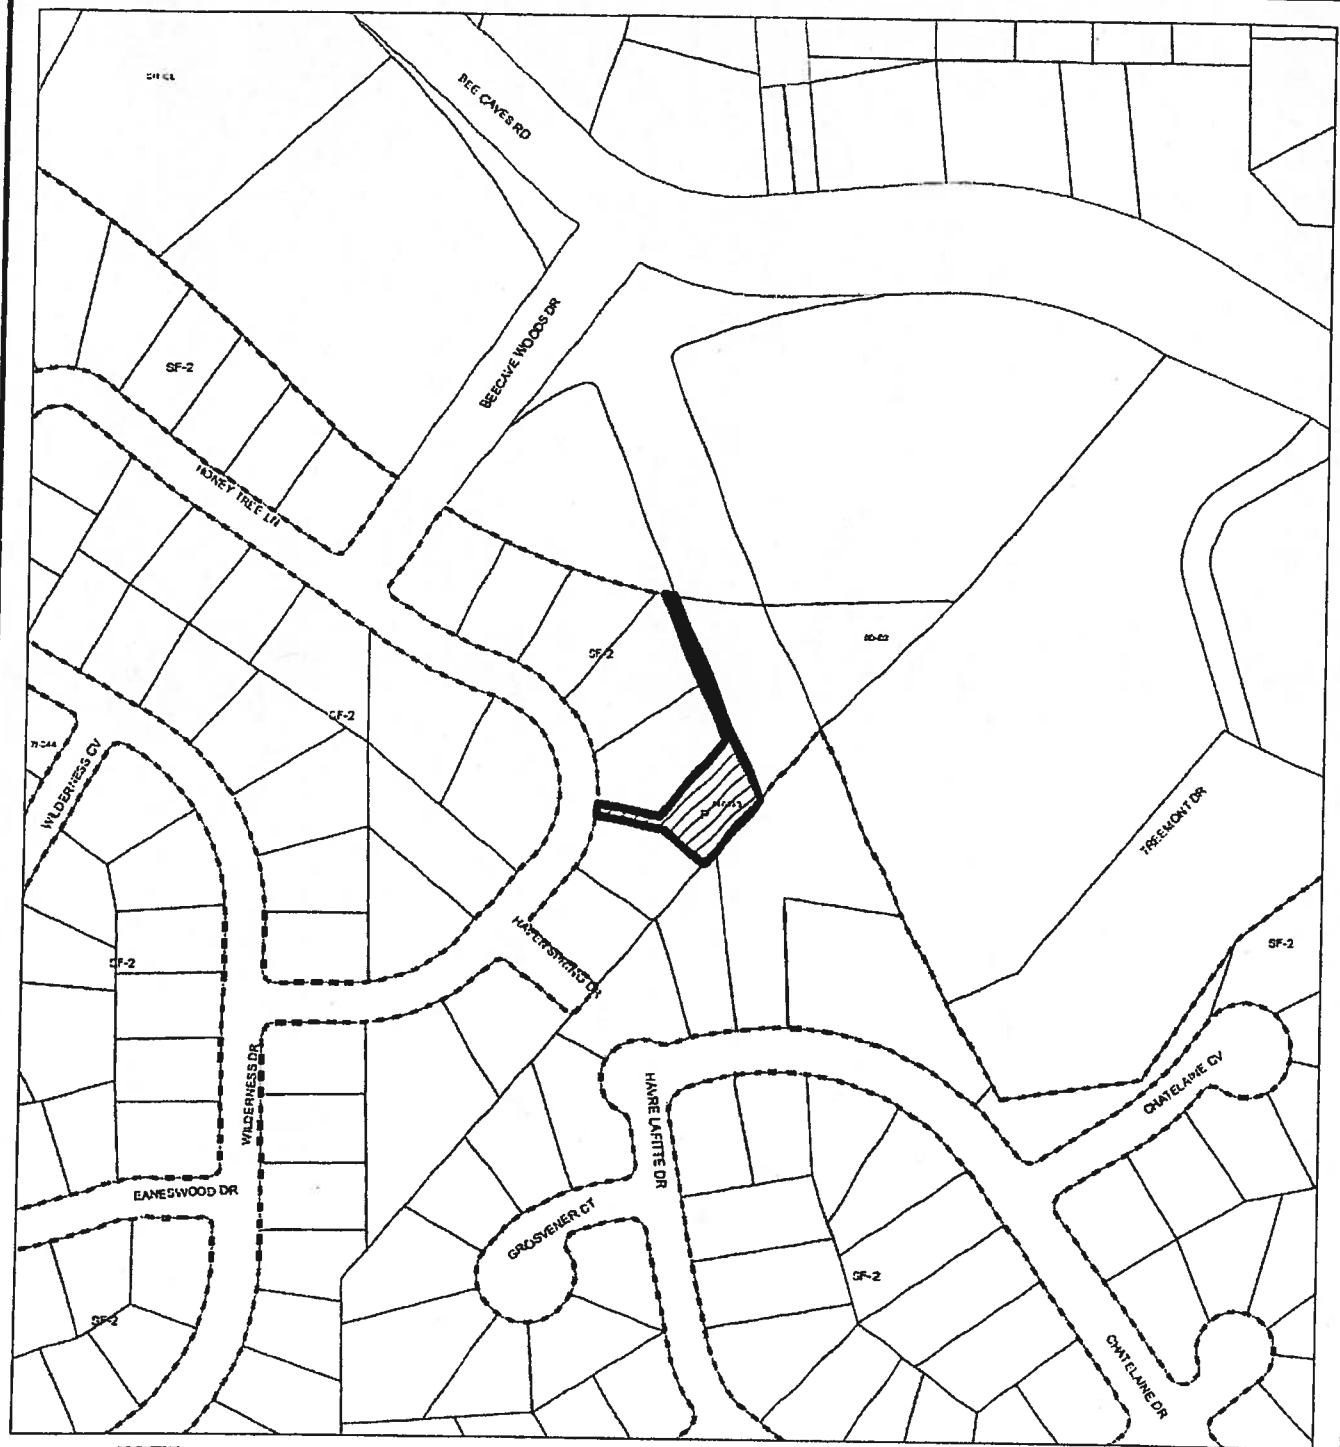 BEE CAVES RD
BEECAVE WOODS DR
SF-2
HONEY TREE LN
SF-2
SF-2
WILDERNESS CV
TREEMONT DR
HAVEN SPRING DR
SF-2
SF-2
WILDERNESS DR
HAVRE LAFITTE DR
CHATELAINE CV
EANESWOOD DR
GROSVENER CT
SF-2
SF-2
CHATELAINE DR